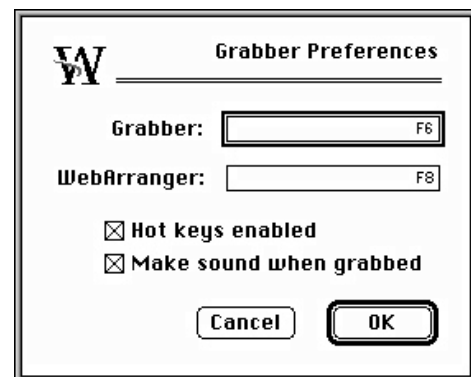 W
Grabber Preferences
Grabber: F6
WebArranger: F8
Hot keys enabled
Make sound when grabbed
Cancel OK